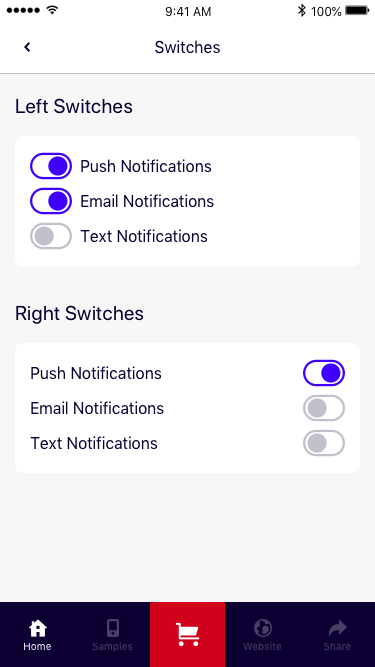 9:41 AM
100%
Switches
Left Switches
Push Notifications
Email Notifications
Text Notifications
Right Switches
Push Notifications
Email Notifications
Text Notifications
Home
Samples
Website
Share